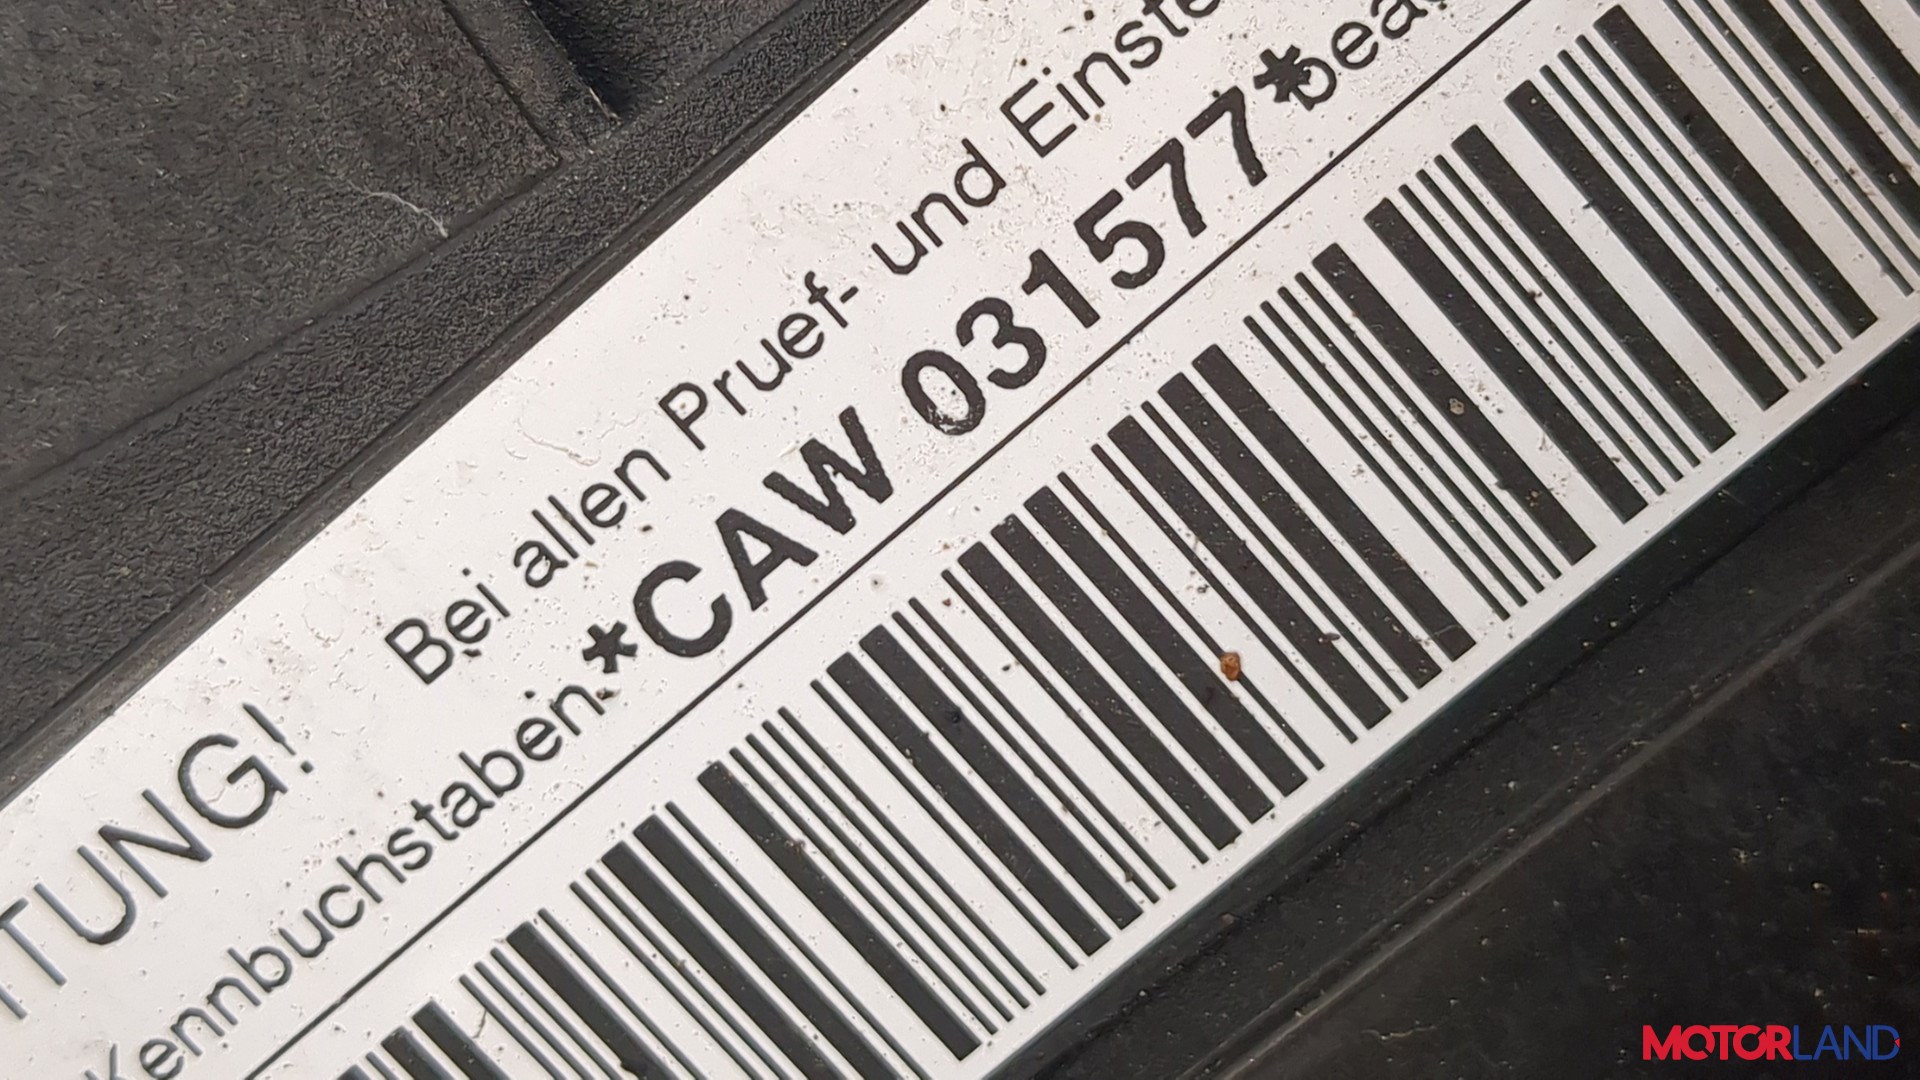 TUNG! Bei allen Pruef- und Einste
Kennbuchstaben *CAW 031577* bea
MOTORLAND